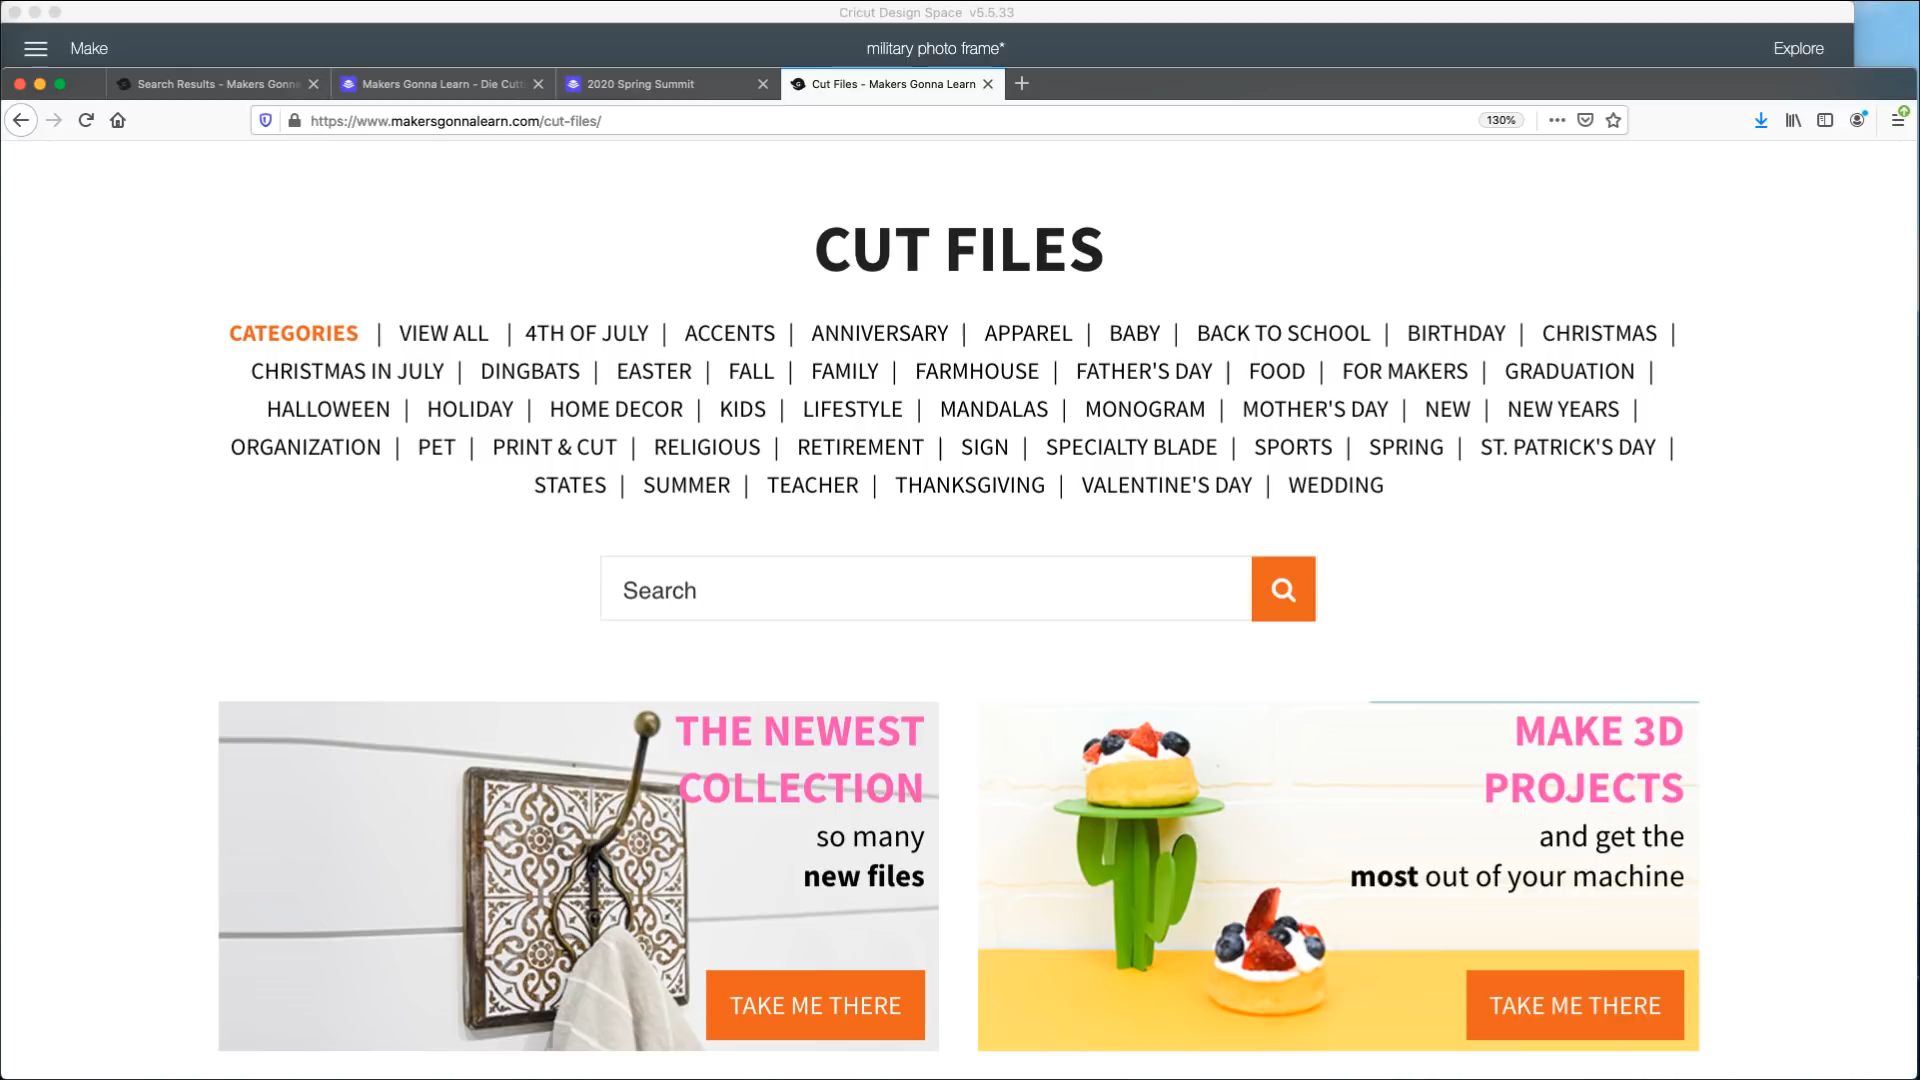 Cricut Design Space v5.5.33
Make
military photo frame*
Explore
Search Results - Makers Gonn
Makers Gonna Learn - Die Cut
2020 Spring Summit
Cut Files - Makers Gonna Learn
https://www.makersgonnalearn.com/cut-files/
130%
CUT FILES
CATEGORIES | VIEW ALL | 4TH OF JULY | ACCENTS | ANNIVERSARY | APPAREL | BABY | BACK TO SCHOOL | BIRTHDAY | CHRISTMAS |
CHRISTMAS IN JULY | DINGBATS | EASTER | FALL | FAMILY | FARMHOUSE | FATHER'S DAY | FOOD | FOR MAKERS | GRADUATION |
HALLOWEEN | HOLIDAY | HOME DECOR | KIDS | LIFESTYLE | MANDALAS | MONOGRAM | MOTHER'S DAY | NEW | NEW YEARS |
ORGANIZATION | PET | PRINT & CUT | RELIGIOUS | RETIREMENT | SIGN | SPECIALTY BLADE | SPORTS | SPRING | ST. PATRICK'S DAY |
STATES | SUMMER | TEACHER | THANKSGIVING | VALENTINE'S DAY | WEDDING
Search
THE NEWEST
COLLECTION
so many
new files
TAKE ME THERE
MAKE 3D
PROJECTS
and get the
most out of your machine
TAKE ME THERE